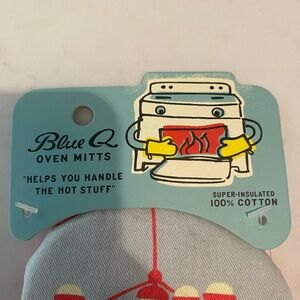 Blue Q
OVEN MITTS
"HELPS YOU HANDLE
THE HOT STUFF"
SUPER-INSULATED
100% COTTON